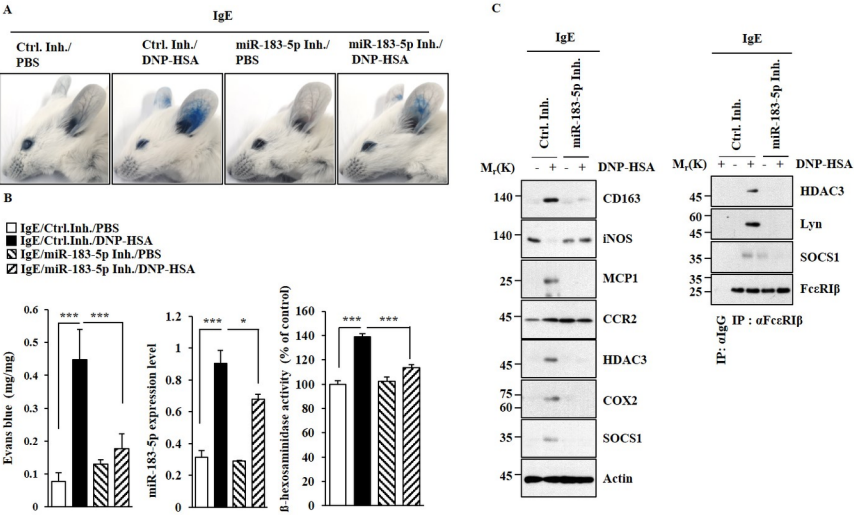 A
IgE
Ctrl. Inh./
PBS
Ctrl. Inh./
DNP-HSA
miR-183-5p Inh./
PBS
miR-183-5p Inh./
DNP-HSA
B
IgE/Ctrl.Inh./PBS
IgE/Ctrl.Inh./DNP-HSA
IgE/miR-183-5p Inh./PBS
IgE/miR-183-5p Inh./DNP-HSA
Evans blue (mg/mg)
0.6
0.5
0.4
0.3
0.2
0.1
0
*** ***
miR-183-5p expression level
1.2
1
0.8
0.6
0.4
0.2
0
*** *
ß-hexosaminidase activity (% of control)
160
140
120
100
80
60
40
20
0
*** ***
C
IgE
Ctrl. Inh.
miR-183-5p Inh.
Mr(K) - + - + DNP-HSA
140 CD163
140 iNOS
25 MCP1
45 CCR2
45 HDAC3
75 COX2
60
35 SOCS1
45 Actin
IgE
Ctrl. Inh.
miR-183-5p Inh.
Mr(K) + - + - + DNP-HSA
45 HDAC3
60 Lyn
45
35 SOCS1
25
35 FcεRIβ
25
IP: αIgG
IP : αFcεRIβ